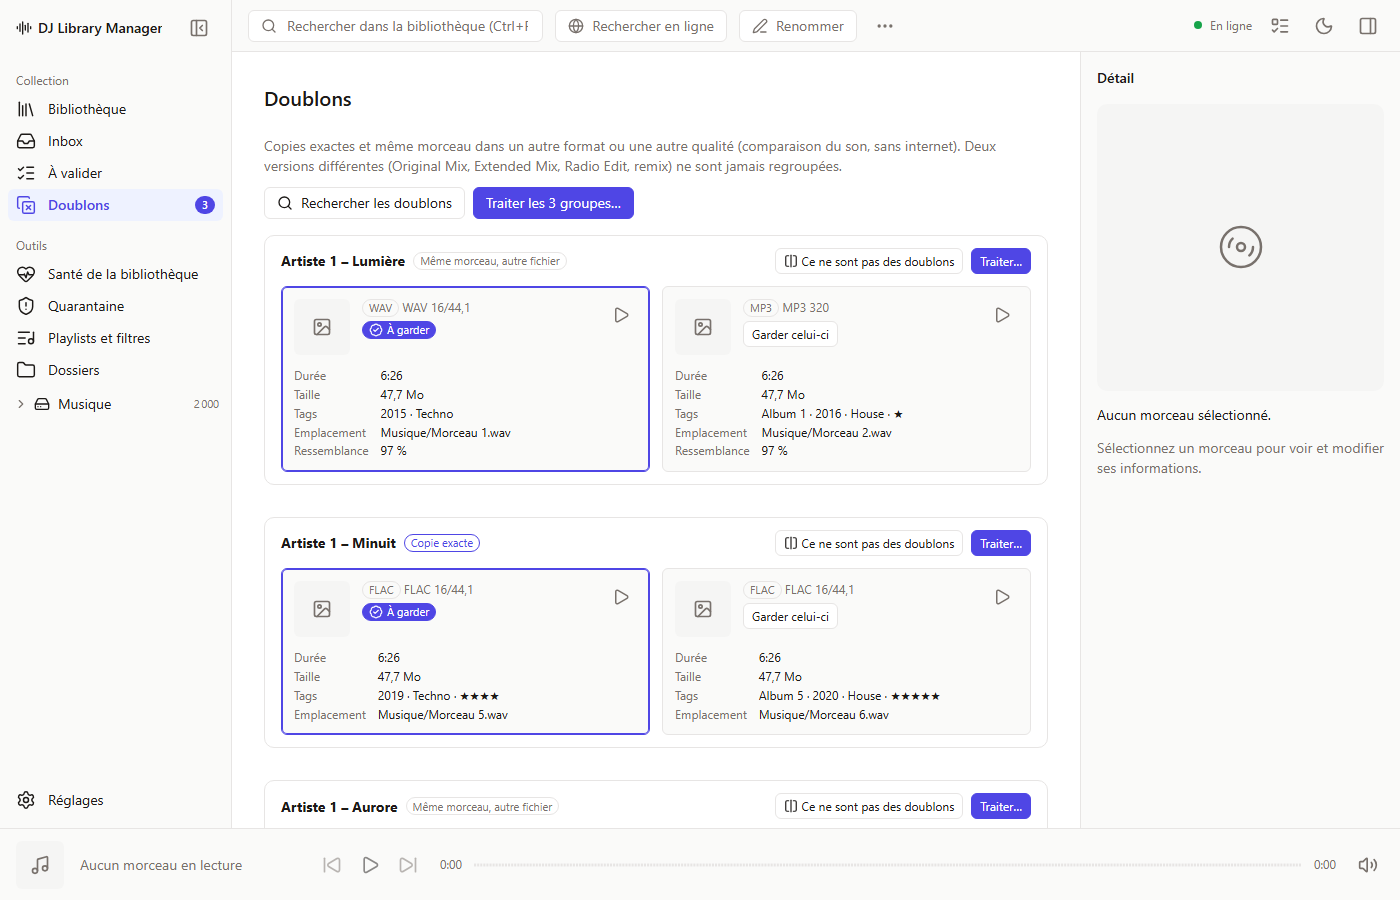 DJ Library Manager
Rechercher dans la bibliothèque (Ctrl+F
Rechercher en ligne
Renommer
En ligne
Collection
Bibliothèque
Inbox
À valider
Doublons
3
Outils
Santé de la bibliothèque
Quarantaine
Playlists et filtres
Dossiers
Musique
2 000
Réglages
Doublons
Copies exactes et même morceau dans un autre format ou une autre qualité (comparaison du son, sans internet). Deux
versions différentes (Original Mix, Extended Mix, Radio Edit, remix) ne sont jamais regroupées.
Rechercher les doublons
Traiter les 3 groupes...
Artiste 1 – Lumière
Même morceau, autre fichier
Ce ne sont pas des doublons
Traiter...
WAV WAV 16/44,1
À garder
Durée 6:26
Taille 47,7 Mo
Tags 2015 · Techno
Emplacement Musique/Morceau 1.wav
Ressemblance 97 %
MP3 MP3 320
Garder celui-ci
Durée 6:26
Taille 47,7 Mo
Tags Album 1 · 2016 · House · ★
Emplacement Musique/Morceau 2.wav
Ressemblance 97 %
Artiste 1 – Minuit
Copie exacte
Ce ne sont pas des doublons
Traiter...
FLAC FLAC 16/44,1
À garder
Durée 6:26
Taille 47,7 Mo
Tags 2019 · Techno · ★★★★
Emplacement Musique/Morceau 5.wav
FLAC FLAC 16/44,1
Garder celui-ci
Durée 6:26
Taille 47,7 Mo
Tags Album 5 · 2020 · House · ★★★★★
Emplacement Musique/Morceau 6.wav
Artiste 1 – Aurore
Même morceau, autre fichier
Ce ne sont pas des doublons
Traiter...
Détail
Aucun morceau sélectionné.
Sélectionnez un morceau pour voir et modifier
ses informations.
Aucun morceau en lecture
0:00
0:00